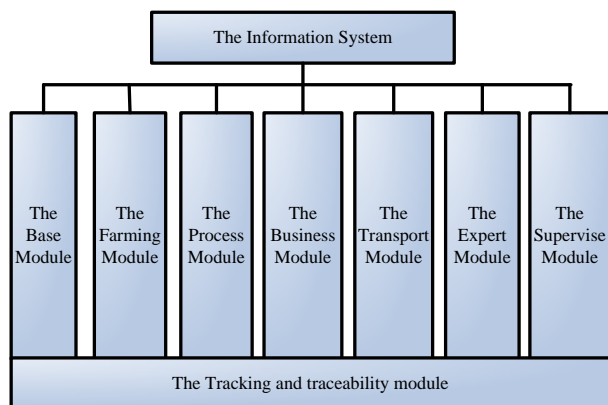 The Information System
The
Base
Module
The
Farming
Module
The
Process
Module
The
Business
Module
The
Transport
Module
The
Expert
Module
The
Supervise
Module
The Tracking and traceability module